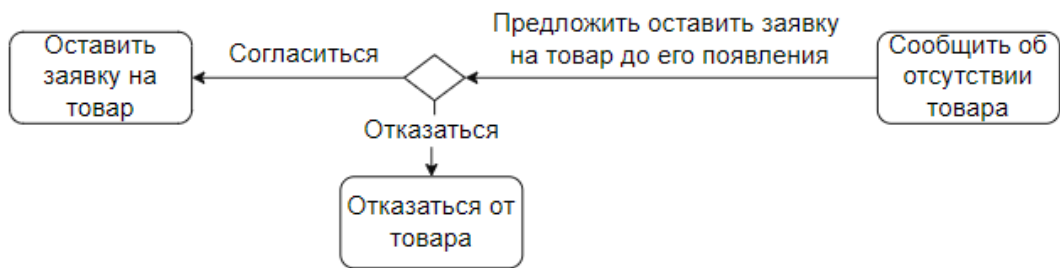 Оставить
заявку на
товар
Согласиться
Предложить оставить заявку
на товар до его появления
Сообщить об
отсутствии
товара
Отказаться
Отказаться от
товара